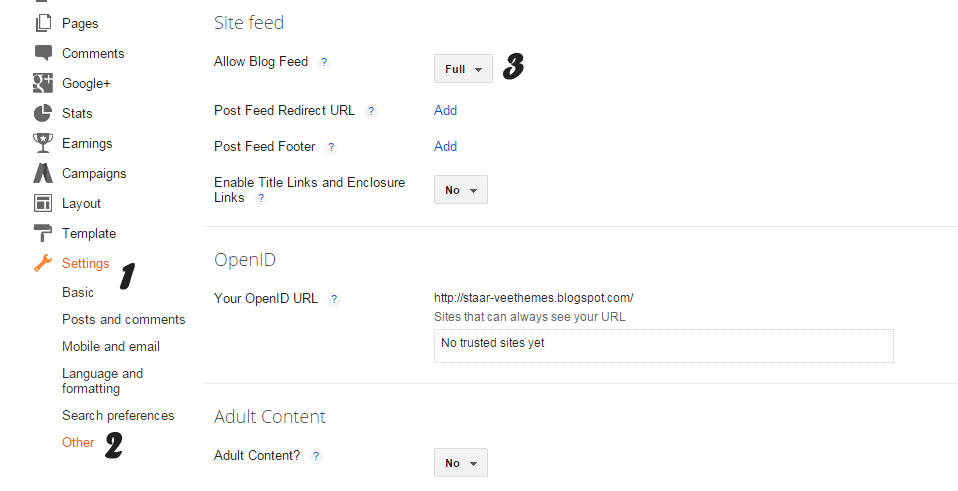 Pages
Comments
Google+
Stats
Earnings
Campaigns
Layout
Template
Settings
1
Basic
Posts and comments
Mobile and email
Language and
formatting
Search preferences
Other 2
Site feed
Allow Blog Feed ? Full 3
Post Feed Redirect URL ? Add
Post Feed Footer ? Add
Enable Title Links and Enclosure
Links ? No
OpenID
Your OpenID URL ? http://staar-veethemes.blogspot.com/
Sites that can always see your URL
No trusted sites yet
Adult Content
Adult Content? ? No